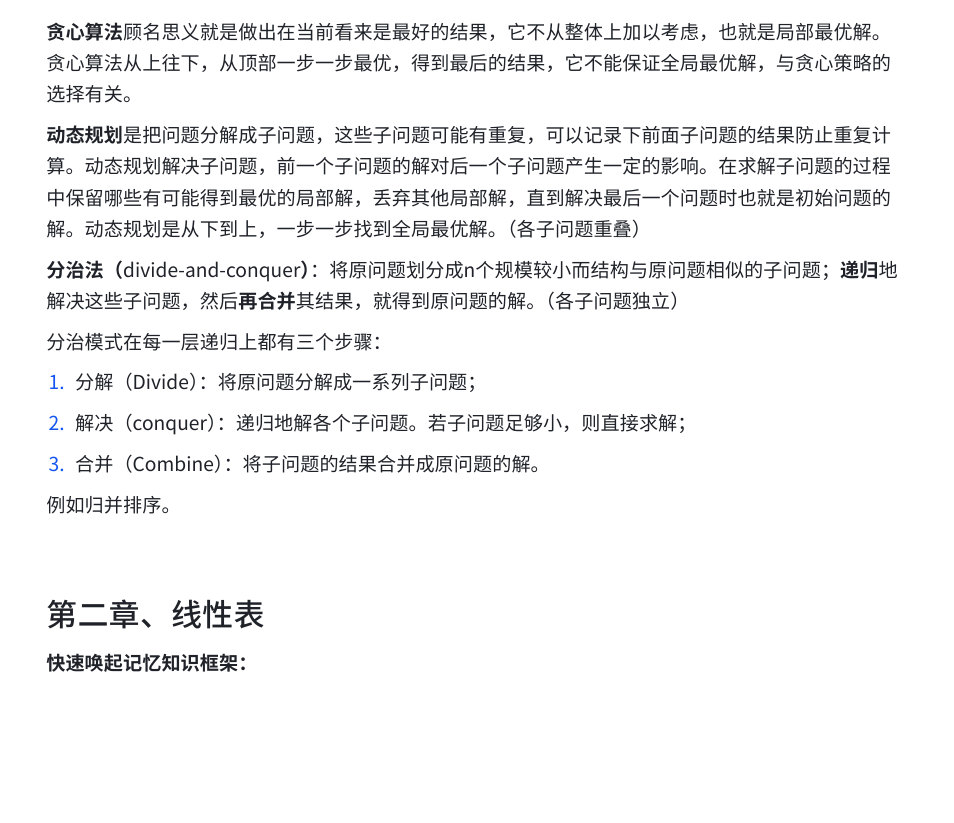 贪心算法顾名思义就是做出在当前看来是最好的结果，它不从整体上加以考虑，也就是局部最优解。
贪心算法从上往下，从顶部一步一步最优，得到最后的结果，它不能保证全局最优解，与贪心策略的
选择有关。
动态规划是把问题分解成子问题，这些子问题可能有重复，可以记录下前面子问题的结果防止重复计
算。动态规划解决子问题，前一个子问题的解对后一个子问题产生一定的影响。在求解子问题的过程
中保留哪些有可能得到最优的局部解，丢弃其他局部解，直到解决最后一个问题时也就是初始问题的
解。动态规划是从下到上，一步一步找到全局最优解。（各子问题重叠）
分治法（divide-and-conquer）：将原问题划分成n个规模较小而结构与原问题相似的子问题；递归地
解决这些子问题，然后再合并其结果，就得到原问题的解。（各子问题独立）
分治模式在每一层递归上都有三个步骤：
1. 分解（Divide）：将原问题分解成一系列子问题；
2. 解决（conquer）：递归地解各个子问题。若子问题足够小，则直接求解；
3. 合并（Combine）：将子问题的结果合并成原问题的解。
例如归并排序。
第二章、线性表
快速唤起记忆知识框架：